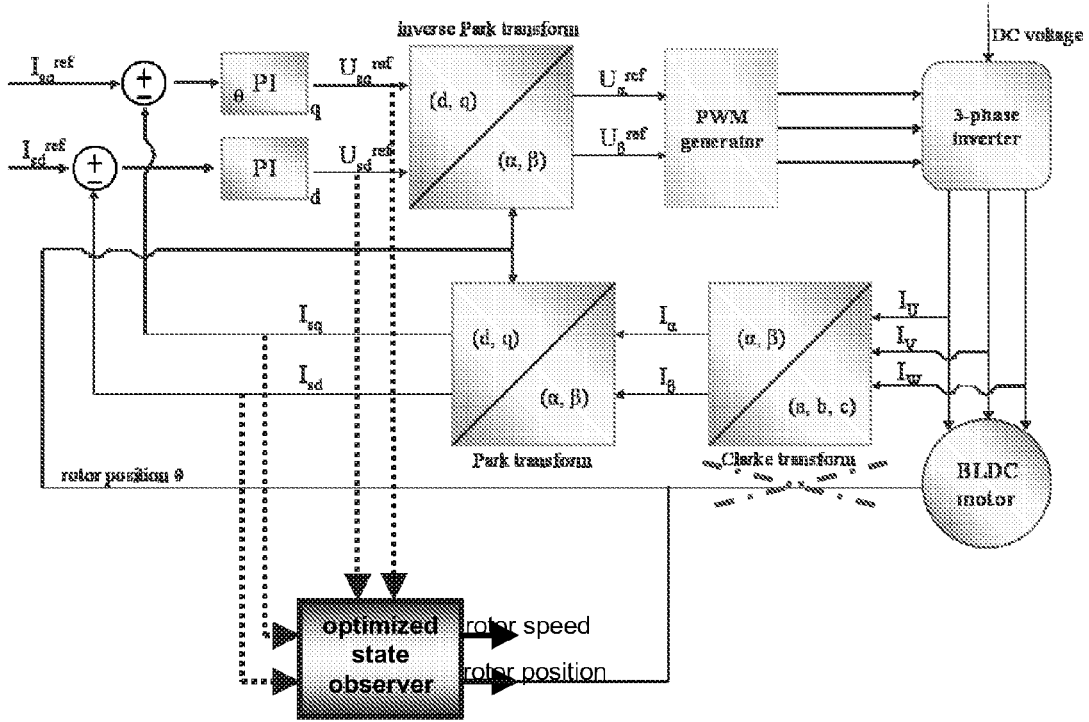 inverse Park transform
DC voltage
I_sq^ref
+
−
θ
PI
q
U_sq^ref
(d, q)
(α, β)
U_α^ref
U_β^ref
PWM
generator
3-phase
inverter
I_sd^ref
+
−
PI
d
U_sd^ref
I_sq
I_sd
(d, q)
(α, β)
Park transform
I_α
I_β
(α, β)
(a, b, c)
Clarke transform
I_U
I_V
I_W
BLDC
motor
rotor position θ
optimized
state
observer
rotor speed
rotor position